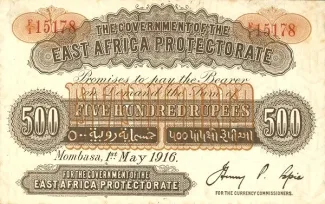 15178 15178
THE GOVERNMENT OF THE
EAST AFRICA PROTECTORATE
Promises to pay the Bearer
on Demand the Sum of
500 FIVE HUNDRED RUPEES 500
Mombasa, 1st May 1916.
FOR THE GOVERNMENT OF THE
EAST AFRICA PROTECTORATE
FOR THE CURRENCY COMMISSIONERS.